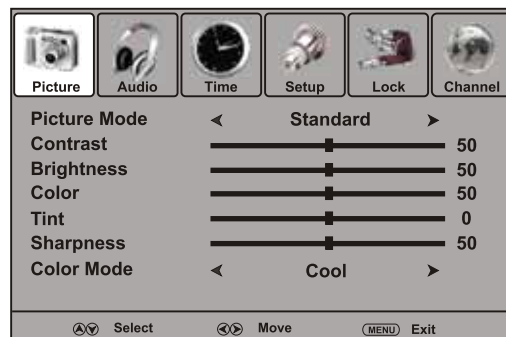 Picture Audio Time Setup Lock Channel
Picture Mode Standard
Contrast 50
Brightness 50
Color 50
Tint 0
Sharpness 50
Color Mode Cool
Select Move MENU Exit